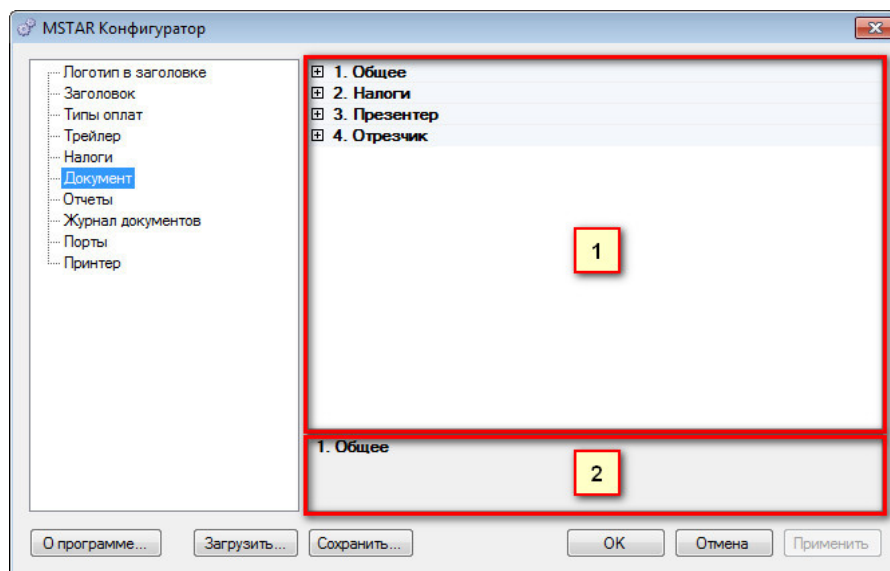 MSTAR Конфигуратор
Логотип в заголовке
Заголовок
Типы оплат
Трейлер
Налоги
Документ
Отчеты
Журнал документов
Порты
Принтер
1. Общее
2. Налоги
3. Презентер
4. Отрезчик
1
1. Общее
2
О программе...
Загрузить...
Сохранить...
OK
Отмена
Применить